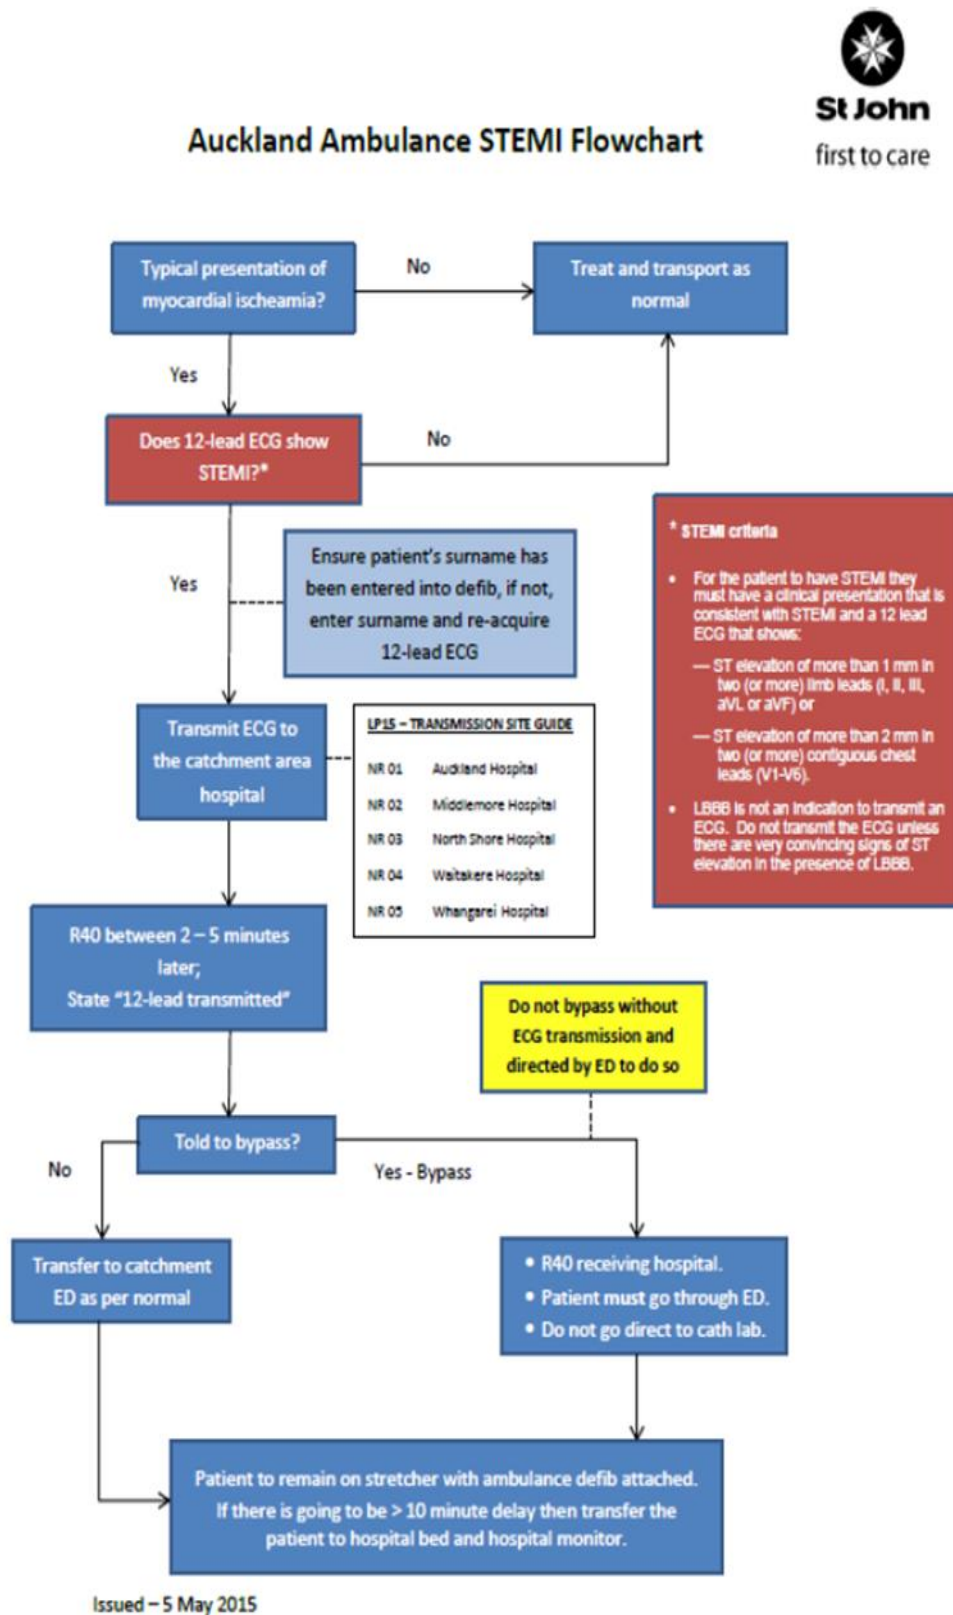 St John
first to care
Auckland Ambulance STEMI Flowchart
Typical presentation of
myocardial ischeamia?
No
Treat and transport as
normal
Yes
Does 12-lead ECG show
STEMI?*
No
Yes
Ensure patient's surname has
been entered into defib, if not,
enter surname and re-acquire
12-lead ECG
* STEMI criteria
• For the patient to have STEMI they
must have a clinical presentation that is
consistent with STEMI and a 12 lead
ECG that shows:
— ST elevation of more than 1 mm in
two (or more) limb leads (I, II, III,
aVL or aVF) or
— ST elevation of more than 2 mm in
two (or more) contiguous chest
leads (V1-V6).
• LBBB is not an indication to transmit an
ECG. Do not transmit the ECG unless
there are very convincing signs of ST
elevation in the presence of LBBB.
Transmit ECG to
the catchment area
hospital
LP15 – TRANSMISSION SITE GUIDE
NR 01 Auckland Hospital
NR 02 Middlemore Hospital
NR 03 North Shore Hospital
NR 04 Waitakere Hospital
NR 05 Whangarei Hospital
R40 between 2 – 5 minutes
later;
State "12-lead transmitted"
Do not bypass without
ECG transmission and
directed by ED to do so
Told to bypass?
No
Yes - Bypass
Transfer to catchment
ED as per normal
• R40 receiving hospital.
• Patient must go through ED.
• Do not go direct to cath lab.
Patient to remain on stretcher with ambulance defib attached.
If there is going to be > 10 minute delay then transfer the
patient to hospital bed and hospital monitor.
Issued – 5 May 2015